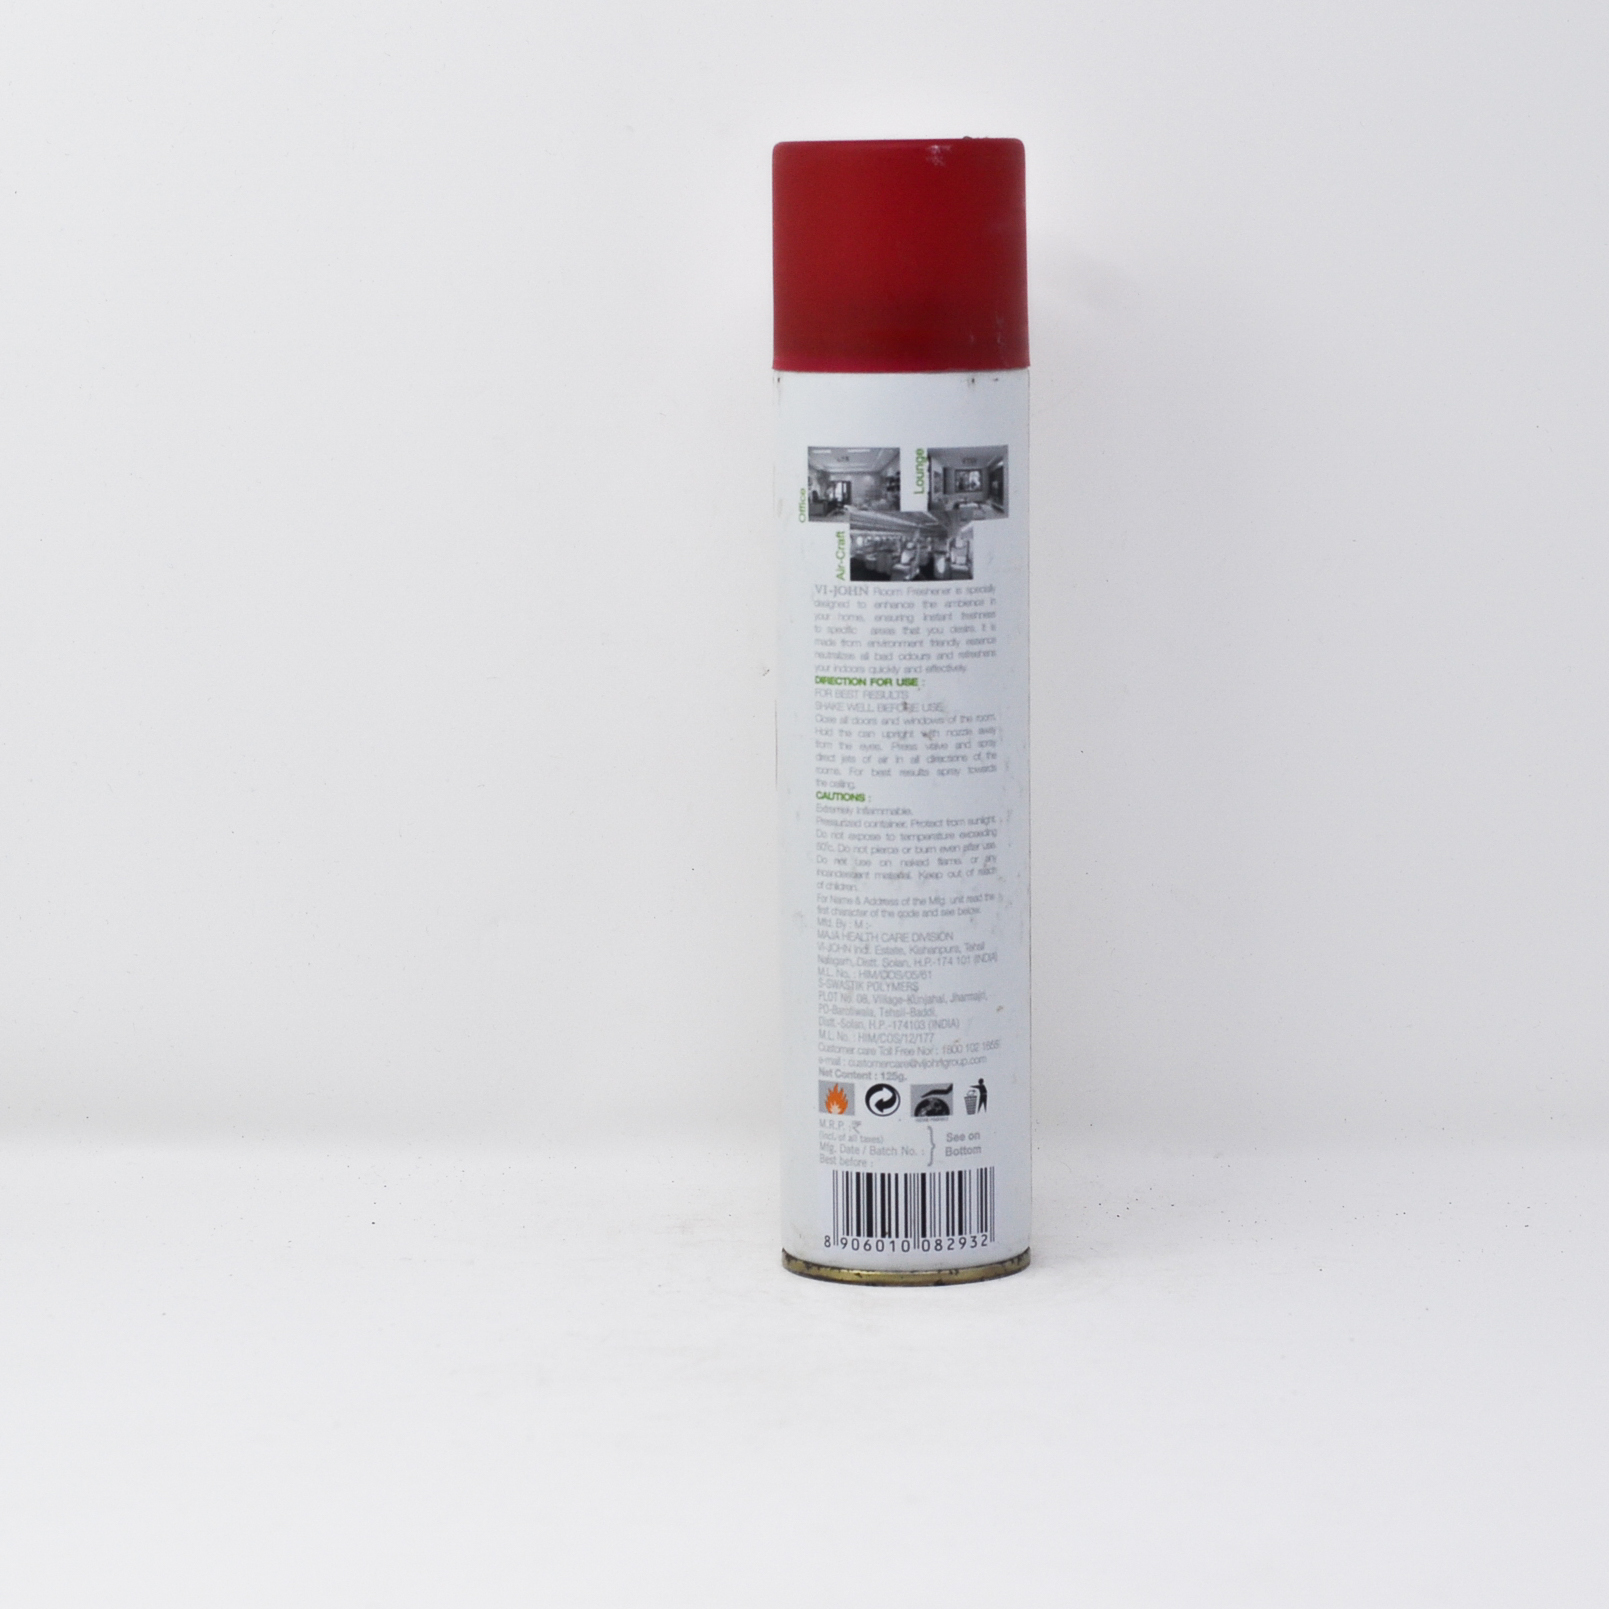 Office
Lounge
Air-Craft
VI-JOHN Room Freshener is specially
designed to enhance the ambience in
your home, ensuring instant freshness
to specific areas that you desire. It is
made from environment friendly essence
neutralizes all bad odours and refreshens
your indoors quickly and effectively.
DIRECTION FOR USE :
FOR BEST RESULTS
SHAKE WELL BEFORE USE
Close all doors and windows of the room.
Hold the can upright with nozzle away
from the eyes. Press valve and spray
direct jets of air in all directions of the
rooms. For best results spray towards
the ceiling.
CAUTIONS :
Extremely Inflammable.
Pressurized container. Protect from sunlight.
Do not expose to temperature exceeding
50°c. Do not pierce or burn even after use.
Do not use on naked flame. or any
incandescent material. Keep out of reach
of children.
For Name & Address of the Mfg. unit read the
first character of the qode and see below.
Mfd. By : M :-
MAJA HEALTH CARE DIVISION
VI-JOHN Indl. Estate, Kishanpura, Tehsil
Nalagarh, Distt. Solan, H.P.-174 101 (INDIA)
M.L. No. : HIM/COS/05/61
S-SWASTIK POLYMERS
PLOT No. 08, Village-Kunjahal, Jharmajri,
PO-Barotiwala, Tehsil-Baddi.
Distt.-Solan, H.P.-174103 (INDIA)
M.L. No. : HIM/COS/12/177
Customer care Toll Free Nor : 1800 102 1855
e-mail : customercare@vijohngroup.com
Net Content : 125g.
M.R.P. ₹
(incl. of all taxes)
Mfg. Date / Batch No. :
Best before :
See on
Bottom
8 906010 082932